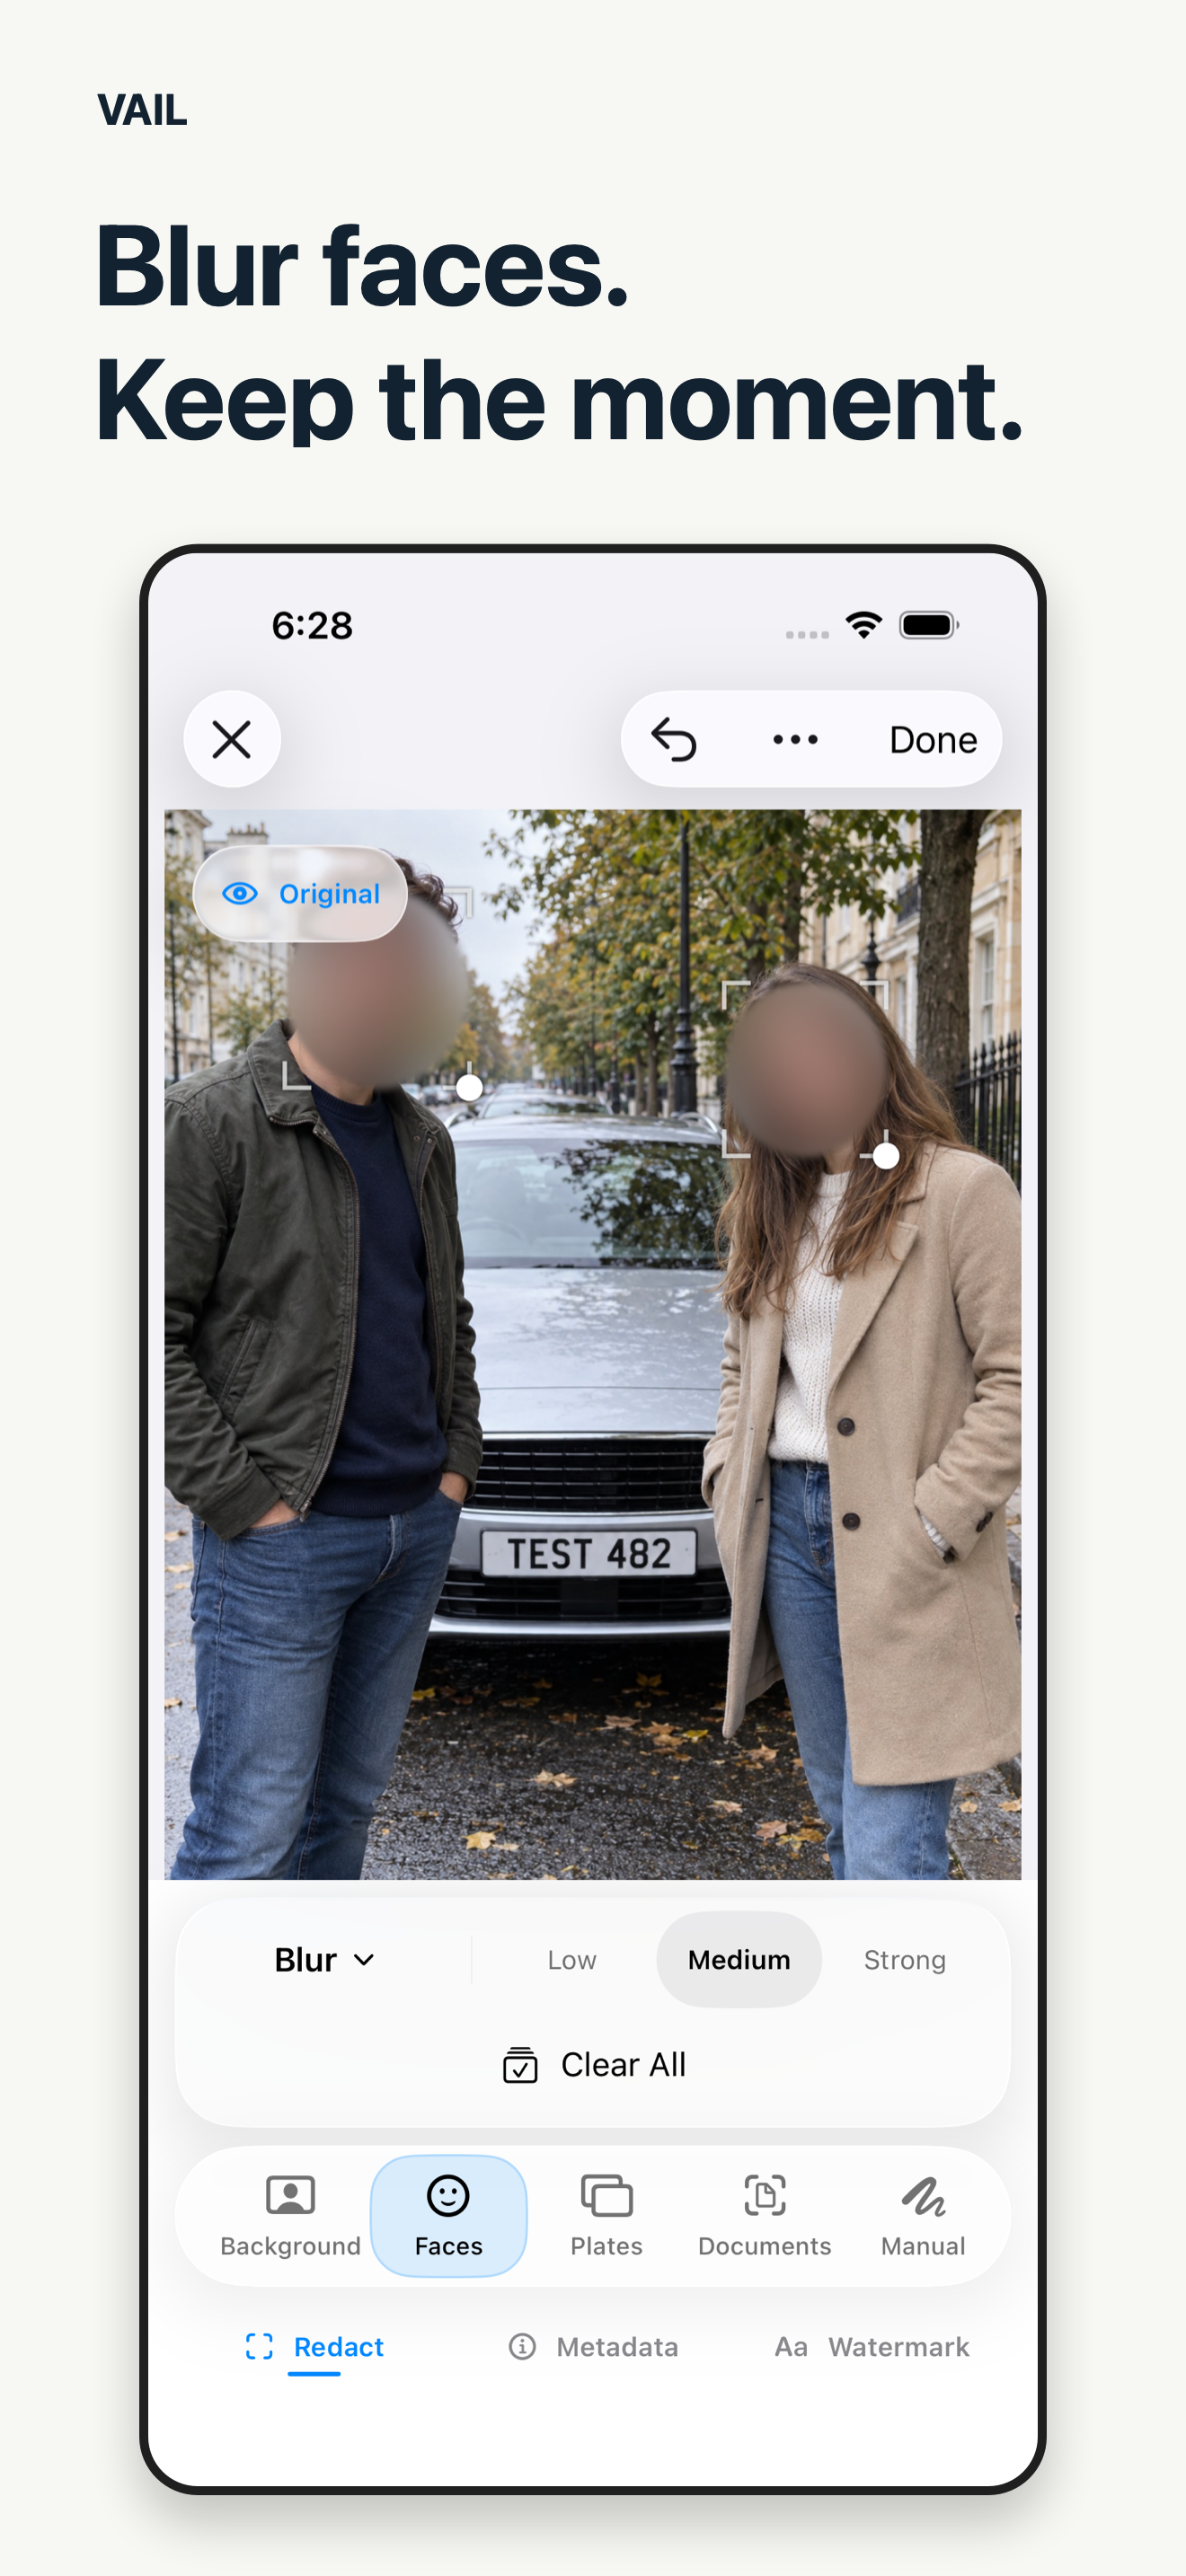 VAIL
Blur faces.
Keep the moment.
6:28
Done
Original
TEST 482
Blur
Low
Medium
Strong
Clear All
Background
Faces
Plates
Documents
Manual
Redact
Metadata
Aa Watermark